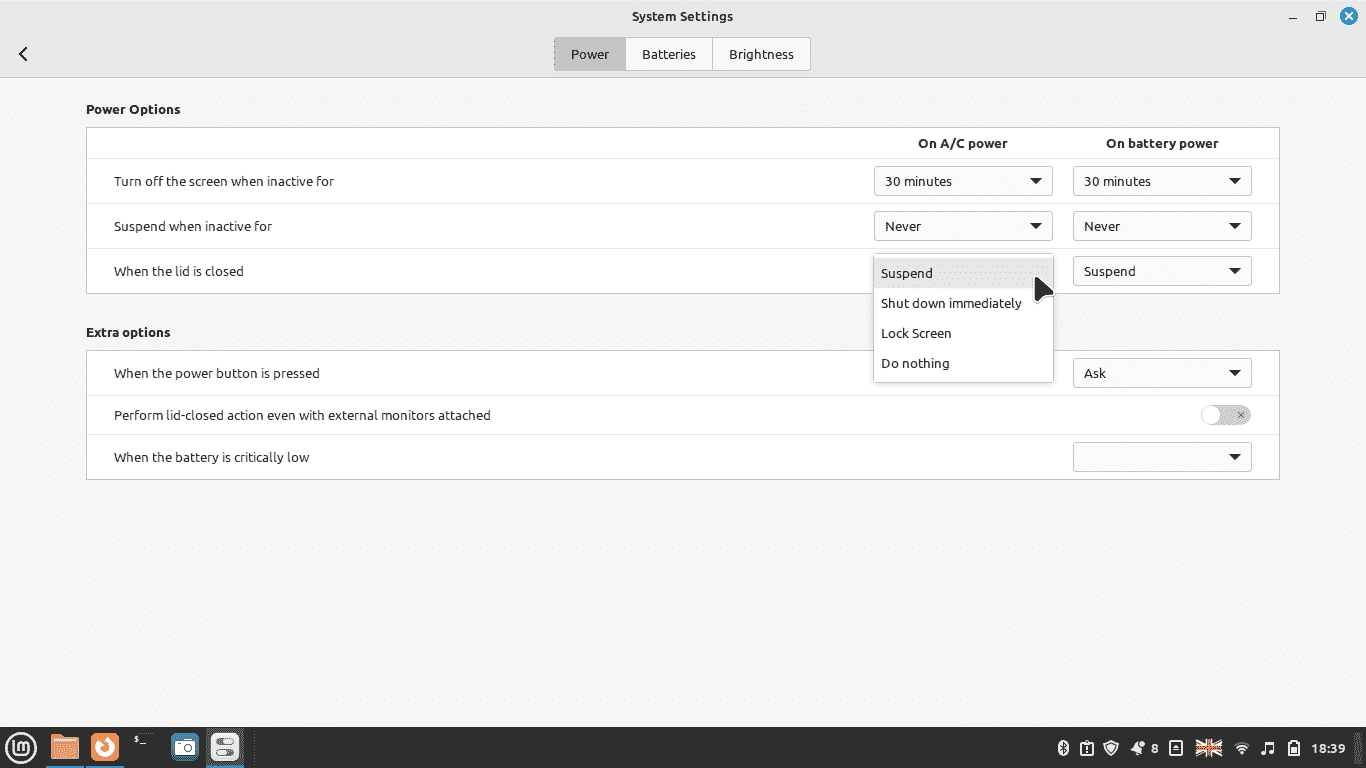 System Settings
Power Batteries Brightness
Power Options
On A/C power On battery power
Turn off the screen when inactive for 30 minutes 30 minutes
Suspend when inactive for Never Never
When the lid is closed Suspend
Suspend
Shut down immediately
Lock Screen
Do nothing
Extra options
When the power button is pressed Ask
Perform lid-closed action even with external monitors attached
When the battery is critically low
8 18:39